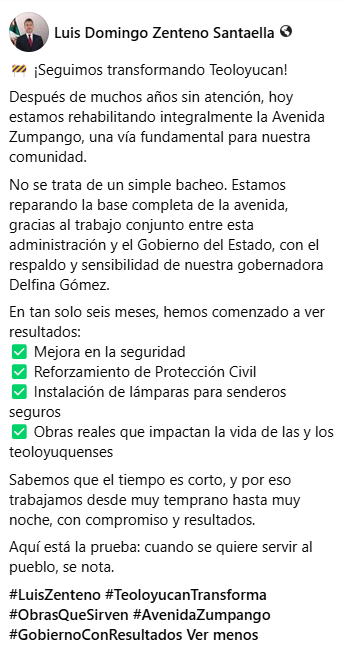 Luis Domingo Zenteno Santaella
🚧 ¡Seguimos transformando Teoloyucan!
Después de muchos años sin atención, hoy
estamos rehabilitando integralmente la Avenida
Zumpango, una vía fundamental para nuestra
comunidad.
No se trata de un simple bacheo. Estamos
reparando la base completa de la avenida,
gracias al trabajo conjunto entre esta
administración y el Gobierno del Estado, con el
respaldo y sensibilidad de nuestra gobernadora
Delfina Gómez.
En tan solo seis meses, hemos comenzado a ver
resultados:
✅ Mejora en la seguridad
✅ Reforzamiento de Protección Civil
✅ Instalación de lámparas para senderos
seguros
✅ Obras reales que impactan la vida de las y los
teoloyuquenses
Sabemos que el tiempo es corto, y por eso
trabajamos desde muy temprano hasta muy
noche, con compromiso y resultados.
Aquí está la prueba: cuando se quiere servir al
pueblo, se nota.
#LuisZenteno #TeoloyucanTransforma
#ObrasQueSirven #AvenidaZumpango
#GobiernoConResultados Ver menos